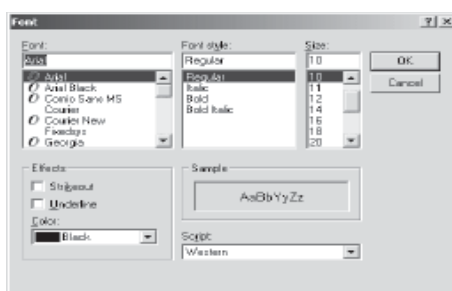 Font
Font: Font style: Size:
Arial Regular 10 OK
Arial Regular 10 Cancel
Arial Black Italic 11
Comic Sans MS Bold 12
Courier Bold Italic 14
Courier New 16
Fixedsys 18
Georgia 20
Effects Sample
Strikeout
Underline AaBbYyZz
Color:
Black Script:
Western